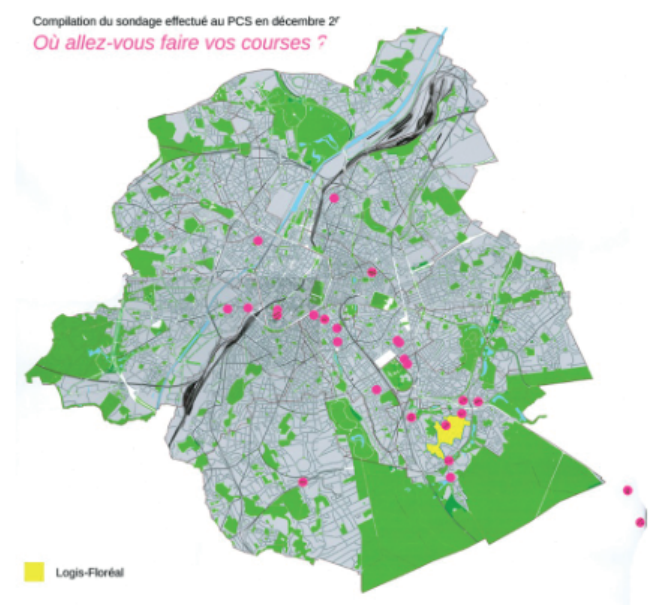 Compilation du sondage effectué au PCS en décembre
Où allez-vous faire vos courses ?
Logis-Floréal